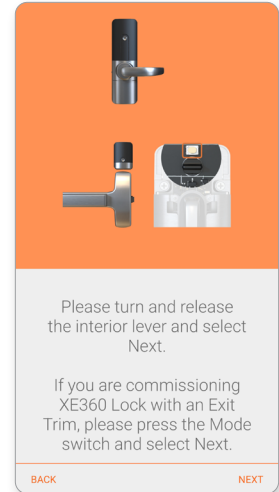 Please turn and release
the interior lever and select
Next.
If you are commissioning
XE360 Lock with an Exit
Trim, please press the Mode
switch and select Next.
BACK
NEXT